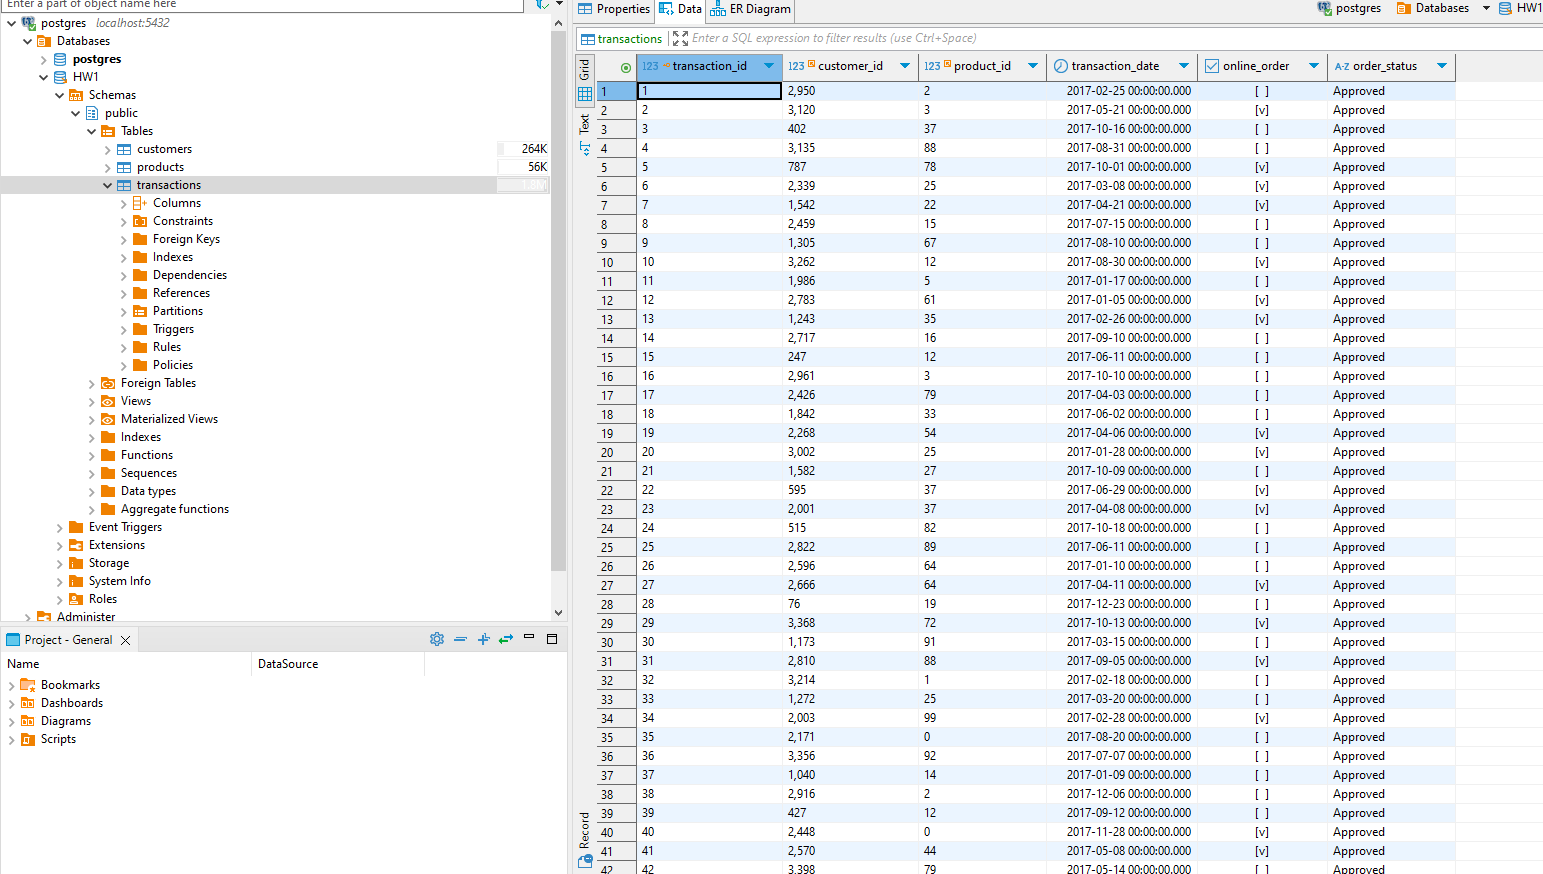 Enter a part of object name here
postgres localhost:5432
Databases
postgres
HW1
Schemas
public
Tables
customers 264K
products 56K
transactions 1.8M
Columns
Constraints
Foreign Keys
Indexes
Dependencies
References
Partitions
Triggers
Rules
Policies
Foreign Tables
Views
Materialized Views
Indexes
Functions
Sequences
Data types
Aggregate functions
Event Triggers
Extensions
Storage
System Info
Roles
Administer
Project - General
Name DataSource
Bookmarks
Dashboards
Diagrams
Scripts
Properties Data ER Diagram postgres Databases HW1
transactions Enter a SQL expression to filter results (use Ctrl+Space)
Grid
Text
Record
123 transaction_id 123 customer_id 123 product_id transaction_date online_order A-Z order_status
1 1 2,950 2 2017-02-25 00:00:00.000 [ ] Approved
2 2 3,120 3 2017-05-21 00:00:00.000 [v] Approved
3 3 402 37 2017-10-16 00:00:00.000 [ ] Approved
4 4 3,135 88 2017-08-31 00:00:00.000 [ ] Approved
5 5 787 78 2017-10-01 00:00:00.000 [v] Approved
6 6 2,339 25 2017-03-08 00:00:00.000 [v] Approved
7 7 1,542 22 2017-04-21 00:00:00.000 [v] Approved
8 8 2,459 15 2017-07-15 00:00:00.000 [ ] Approved
9 9 1,305 67 2017-08-10 00:00:00.000 [ ] Approved
10 10 3,262 12 2017-08-30 00:00:00.000 [v] Approved
11 11 1,986 5 2017-01-17 00:00:00.000 [ ] Approved
12 12 2,783 61 2017-01-05 00:00:00.000 [v] Approved
13 13 1,243 35 2017-02-26 00:00:00.000 [v] Approved
14 14 2,717 16 2017-09-10 00:00:00.000 [ ] Approved
15 15 247 12 2017-06-11 00:00:00.000 [ ] Approved
16 16 2,961 3 2017-10-10 00:00:00.000 [ ] Approved
17 17 2,426 79 2017-04-03 00:00:00.000 [ ] Approved
18 18 1,842 33 2017-06-02 00:00:00.000 [ ] Approved
19 19 2,268 54 2017-04-06 00:00:00.000 [v] Approved
20 20 3,002 25 2017-01-28 00:00:00.000 [v] Approved
21 21 1,582 27 2017-10-09 00:00:00.000 [ ] Approved
22 22 595 37 2017-06-29 00:00:00.000 [v] Approved
23 23 2,001 37 2017-04-08 00:00:00.000 [v] Approved
24 24 515 82 2017-10-18 00:00:00.000 [ ] Approved
25 25 2,822 89 2017-06-11 00:00:00.000 [ ] Approved
26 26 2,596 64 2017-01-10 00:00:00.000 [ ] Approved
27 27 2,666 64 2017-04-11 00:00:00.000 [v] Approved
28 28 76 19 2017-12-23 00:00:00.000 [ ] Approved
29 29 3,368 72 2017-10-13 00:00:00.000 [v] Approved
30 30 1,173 91 2017-03-15 00:00:00.000 [ ] Approved
31 31 2,810 88 2017-09-05 00:00:00.000 [v] Approved
32 32 3,214 1 2017-02-18 00:00:00.000 [ ] Approved
33 33 1,272 25 2017-03-20 00:00:00.000 [ ] Approved
34 34 2,003 99 2017-02-28 00:00:00.000 [v] Approved
35 35 2,171 0 2017-08-20 00:00:00.000 [ ] Approved
36 36 3,356 92 2017-07-07 00:00:00.000 [ ] Approved
37 37 1,040 14 2017-01-09 00:00:00.000 [ ] Approved
38 38 2,916 2 2017-12-06 00:00:00.000 [ ] Approved
39 39 427 12 2017-09-12 00:00:00.000 [ ] Approved
40 40 2,448 0 2017-11-28 00:00:00.000 [v] Approved
41 41 2,570 44 2017-05-08 00:00:00.000 [v] Approved
42 42 3,398 79 2017-05-14 00:00:00.000 [ ] Approved